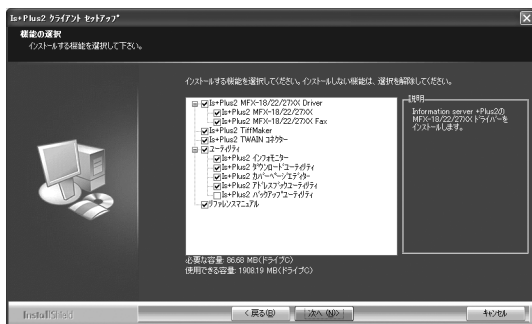 Is+Plus2 クライアント セットアップ
機能の選択
インストールする機能を選択して下さい。
インストールする機能を選択してください。インストールしない機能は、選択を解除してください。
Is+Plus2 MFX-18/22/27XX Driver
Is+Plus2 MFX-18/22/27XX
Is+Plus2 MFX-18/22/27XX Fax
Is+Plus2 TiffMaker
Is+Plus2 TWAIN コネクター
ユーティリティ
Is+Plus2 インフォモニター
Is+Plus2 ダウンロードユーティリティ
Is+Plus2 カバーページエディター
Is+Plus2 アドレスブックユーティリティ
Is+Plus2 バックアップユーティリティ
リファレンスマニュアル
説明
Information server +Plus2の
MFX-18/22/27XX ドライバーを
インストールします。
必要な容量: 86.68 MB(ドライブC)
使用できる容量: 1908.19 MB(ドライブC)
InstallShield
< 戻る(B)
次へ (N)>
キャンセル